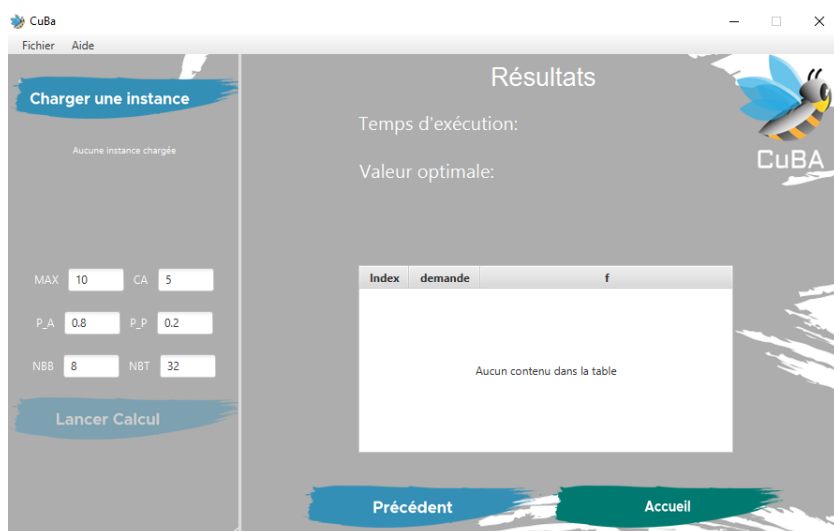 CuBa
Fichier Aide
Charger une instance
Aucune instance chargée
MAX 10 CA 5
P_A 0.8 P_P 0.2
NBB 8 NBT 32
Lancer Calcul
Résultats
Temps d'exécution:
Valeur optimale:
CuBA
Index demande f
Aucun contenu dans la table
Précédent
Accueil